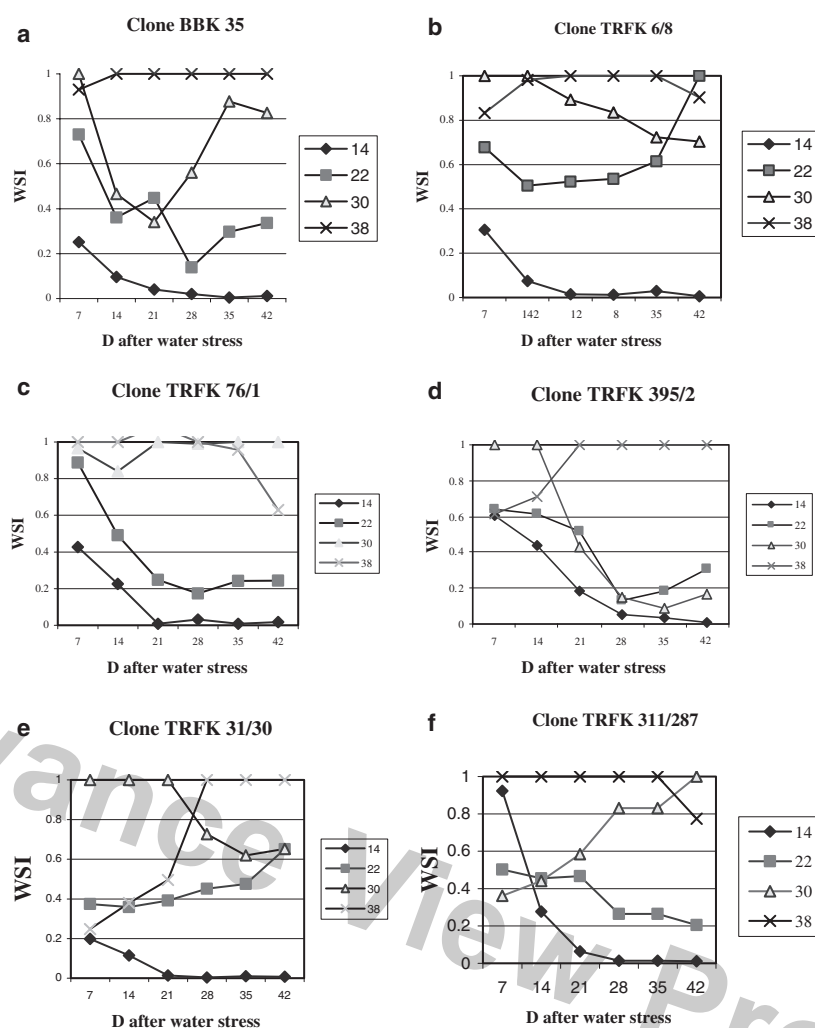 a
Clone BBK 35
WSI
1
0.8
0.6
0.4
0.2
0
7 14 21 28 35 42
D after water stress
14
22
30
38
b
Clone TRFK 6/8
WSI
1
0.8
0.6
0.4
0.2
0
7 142 12 8 35 42
D after water stress
14
22
30
38
c
Clone TRFK 76/1
WSI
1
0.8
0.6
0.4
0.2
0
7 14 21 28 35 42
D after water stress
14
22
30
38
d
Clone TRFK 395/2
WSI
1
0.8
0.6
0.4
0.2
0
7 14 21 28 35 42
D after water stress
14
22
30
38
e
Clone TRFK 31/30
WSI
1
0.8
0.6
0.4
0.2
0
7 14 21 28 35 42
D after water stress
14
22
30
38
f
Clone TRFK 311/287
WSI
1
0.8
0.6
0.4
0.2
0
7 14 21 28 35 42
D after water stress
14
22
30
38
View